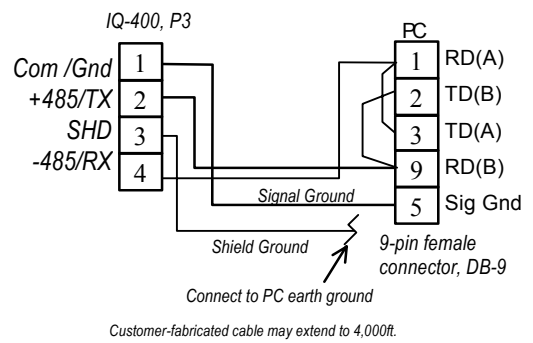 IQ-400, P3
PC
Com /Gnd 1
+485/TX 2
SHD 3
-485/RX 4
1 RD(A)
2 TD(B)
3 TD(A)
9 RD(B)
5 Sig Gnd
Signal Ground
Shield Ground
9-pin female
connector, DB-9
Connect to PC earth ground
Customer-fabricated cable may extend to 4,000ft.